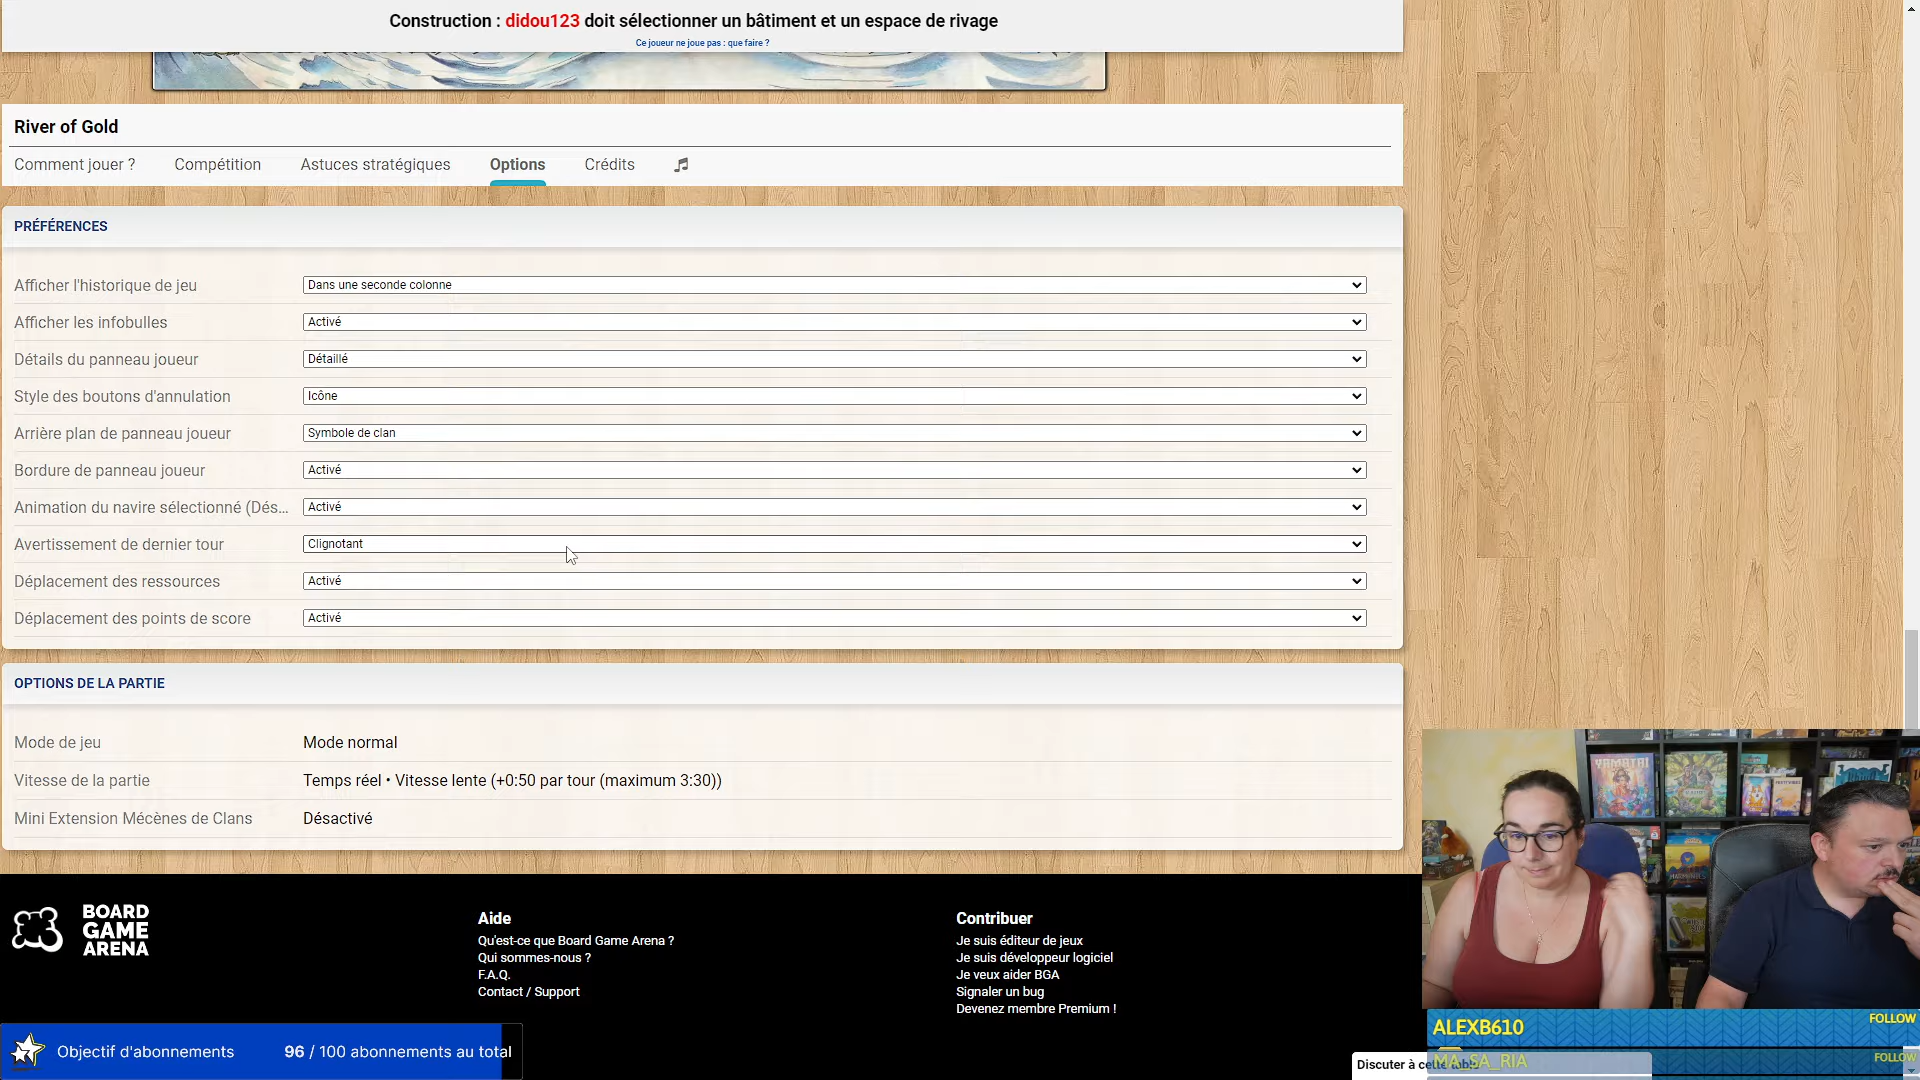 Construction : didou123 doit sélectionner un bâtiment et un espace de rivage
Ce joueur ne joue pas : que faire ?
River of Gold
Comment jouer ? Compétition Astuces stratégiques Options Crédits
PRÉFÉRENCES
Afficher l'historique de jeu Dans une seconde colonne
Afficher les infobulles Activé
Détails du panneau joueur Détaillé
Style des boutons d'annulation Icône
Arrière plan de panneau joueur Symbole de clan
Bordure de panneau joueur Activé
Animation du navire sélectionné (Dés... Activé
Avertissement de dernier tour Clignotant
Déplacement des ressources Activé
Déplacement des points de score Activé
OPTIONS DE LA PARTIE
Mode de jeu Mode normal
Vitesse de la partie Temps réel • Vitesse lente (+0:50 par tour (maximum 3:30))
Mini Extension Mécènes de Clans Désactivé
YAMATAI
BOARD
GAME
ARENA
Aide
Qu'est-ce que Board Game Arena ?
Qui sommes-nous ?
F.A.Q.
Contact / Support
Contribuer
Je suis éditeur de jeux
Je suis développeur logiciel
Je veux aider BGA
Signaler un bug
Devenez membre Premium !
Objectif d'abonnements 96 / 100 abonnements au total
ALEXB610 FOLLOW
MA_SA_RIA FOLLOW
Discuter à cette table